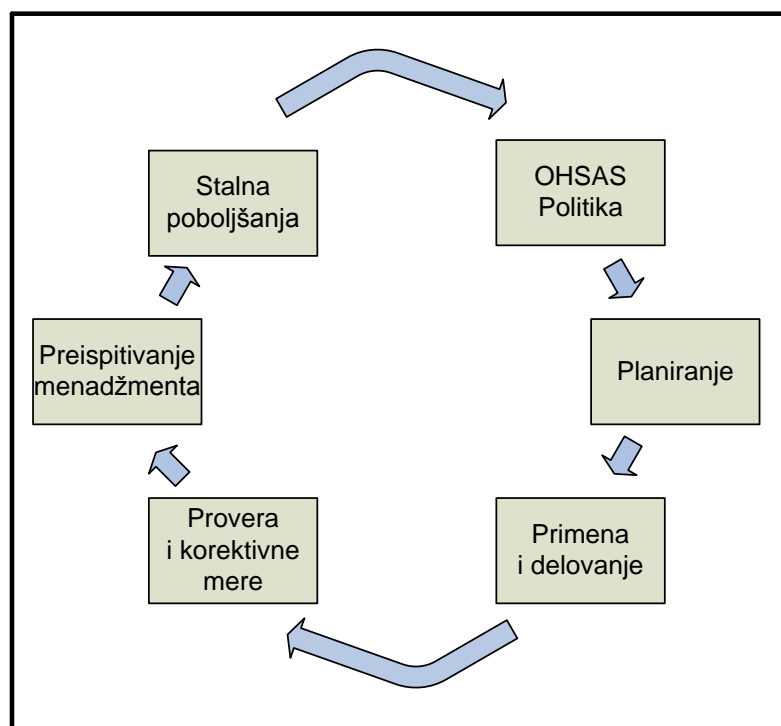 Stalna
poboljšanja
OHSAS
Politika
Preispitivanje
menadžmenta
Planiranje
Provera
i korektivne
mere
Primena
i delovanje